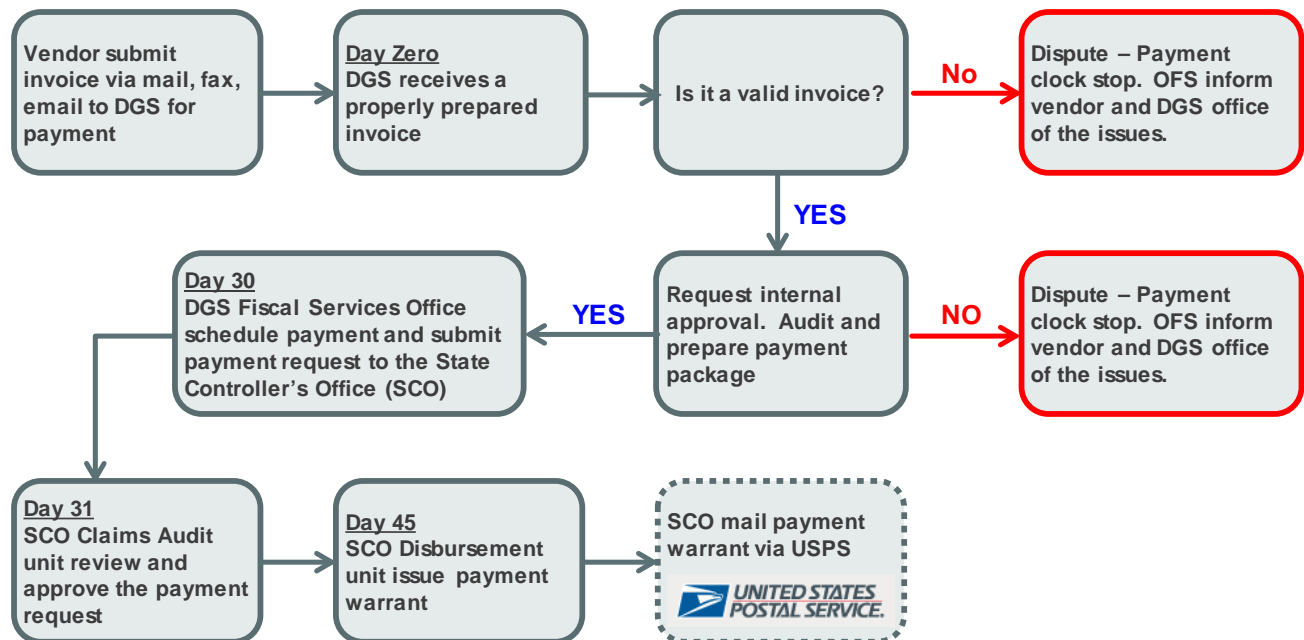 Vendor submit
invoice via mail, fax,
email to DGS for
payment
Day Zero
DGS receives a
properly prepared
invoice
Is it a valid invoice?
No
Dispute – Payment
clock stop. OFS inform
vendor and DGS office
of the issues.
YES
Day 30
DGS Fiscal Services Office
schedule payment and submit
payment request to the State
Controller's Office (SCO)
YES
Request internal
approval. Audit and
prepare payment
package
NO
Dispute – Payment
clock stop. OFS inform
vendor and DGS office
of the issues.
Day 31
SCO Claims Audit
unit review and
approve the payment
request
Day 45
SCO Disbursement
unit issue payment
warrant
SCO mail payment
warrant via USPS
UNITED STATES
POSTAL SERVICE.